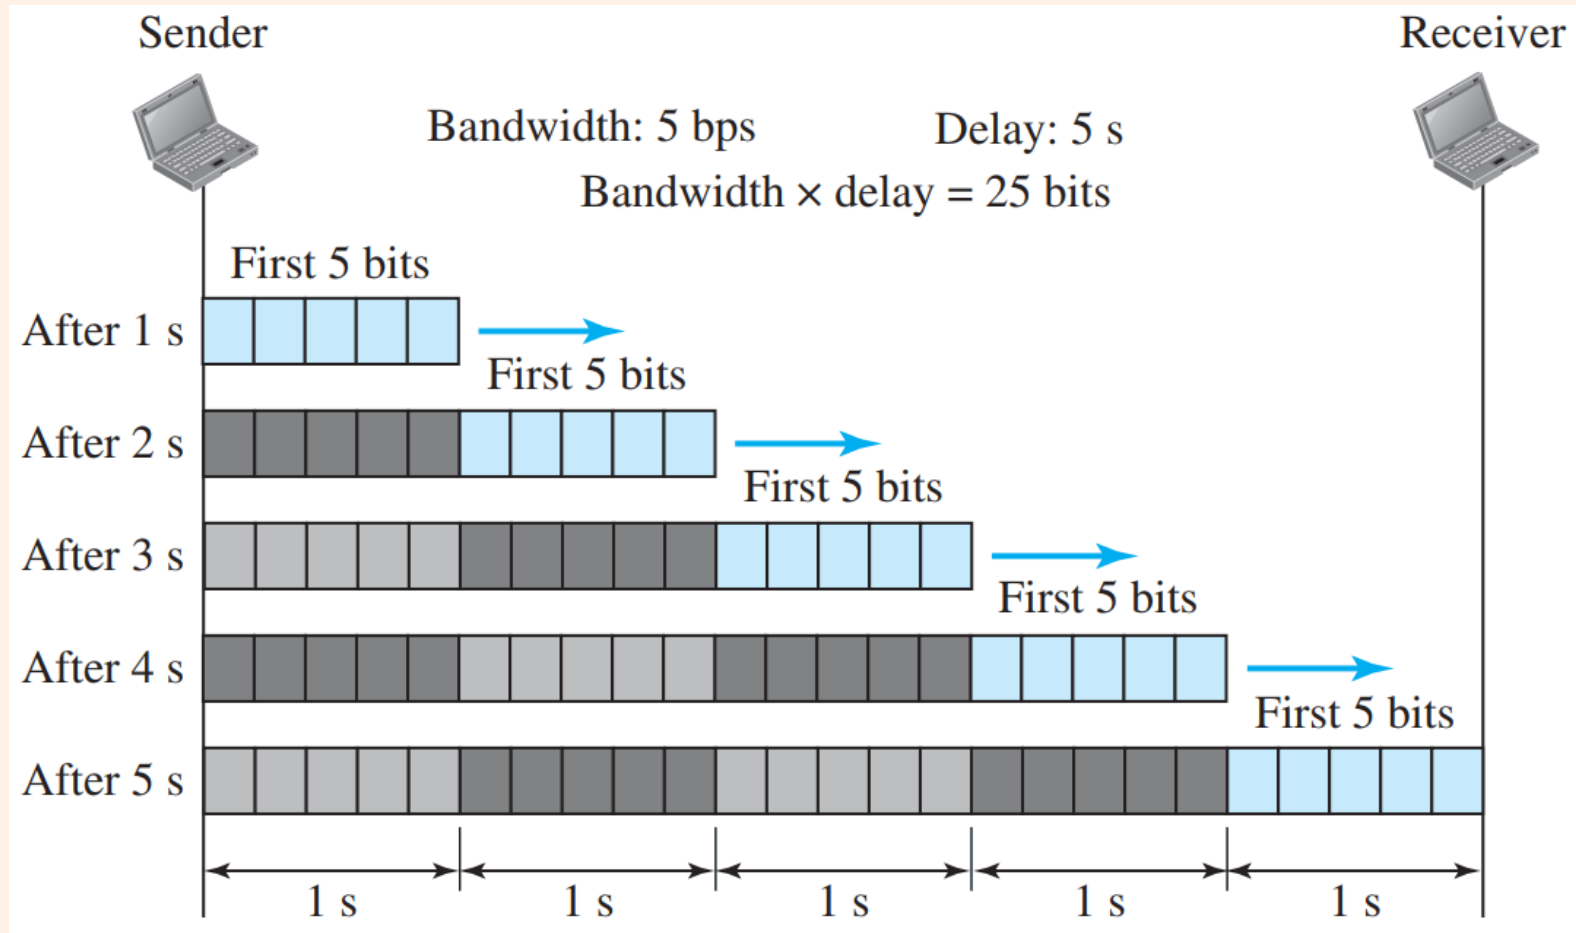 Sender
Receiver
Bandwidth: 5 bps
Delay: 5 s
Bandwidth × delay = 25 bits
First 5 bits
After 1 s
First 5 bits
After 2 s
First 5 bits
After 3 s
First 5 bits
After 4 s
First 5 bits
After 5 s
1 s
1 s
1 s
1 s
1 s